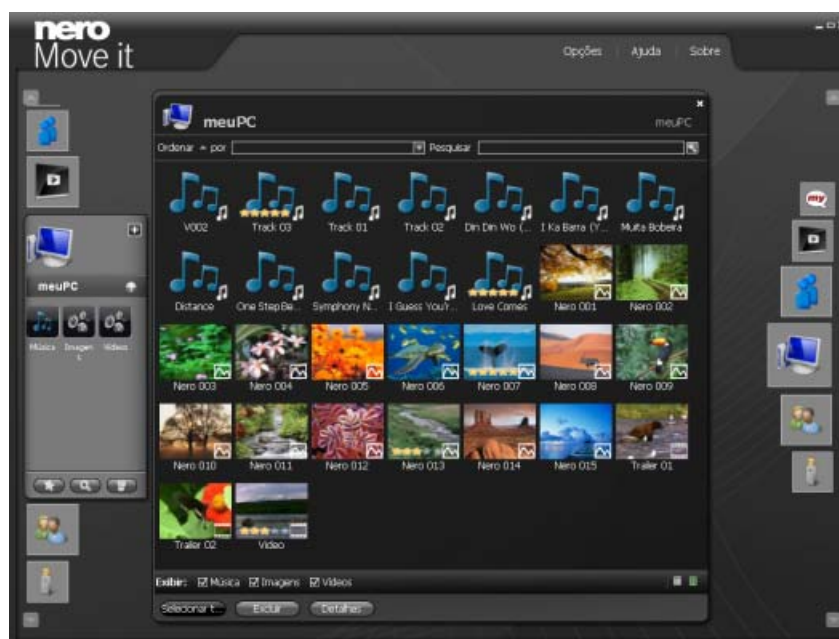 nero
Move it
Opções Ajuda Sobre
meuPC meuPC
Ordenar por Pesquisar
V002 Track 03 Track 01 Track 02 Din Din Wo (... I Ka Barra (Y... Muita Bobeira
Distance One Step Be... Symphony N... I Guess You'r... Love Comes Nero 001 Nero 002
Nero 003 Nero 004 Nero 005 Nero 006 Nero 007 Nero 008 Nero 009
Nero 010 Nero 011 Nero 012 Nero 013 Nero 014 Nero 015 Trailer 01
Trailer 02 Video
Exibir: Música Imagens Vídeos
Selecionar t... Excluir Detalhes
meuPC
Música Imagen s Vídeos
my